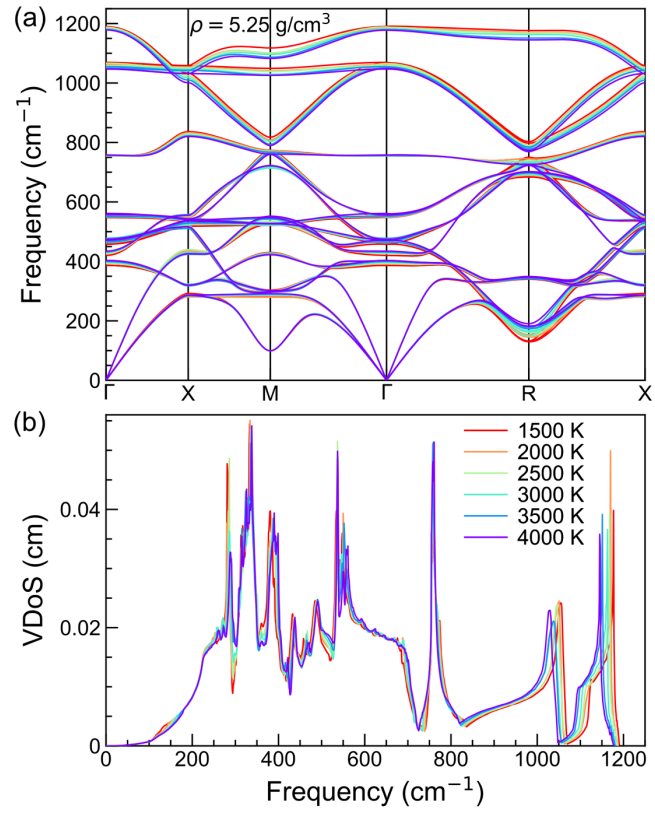 (a)
ρ = 5.25 g/cm³
Frequency (cm⁻¹)
1200
1000
800
600
400
200
0
Γ X M Γ R X
(b)
VDoS (cm)
0.04
0.02
0
1500 K
2000 K
2500 K
3000 K
3500 K
4000 K
0 200 400 600 800 1000 1200
Frequency (cm⁻¹)